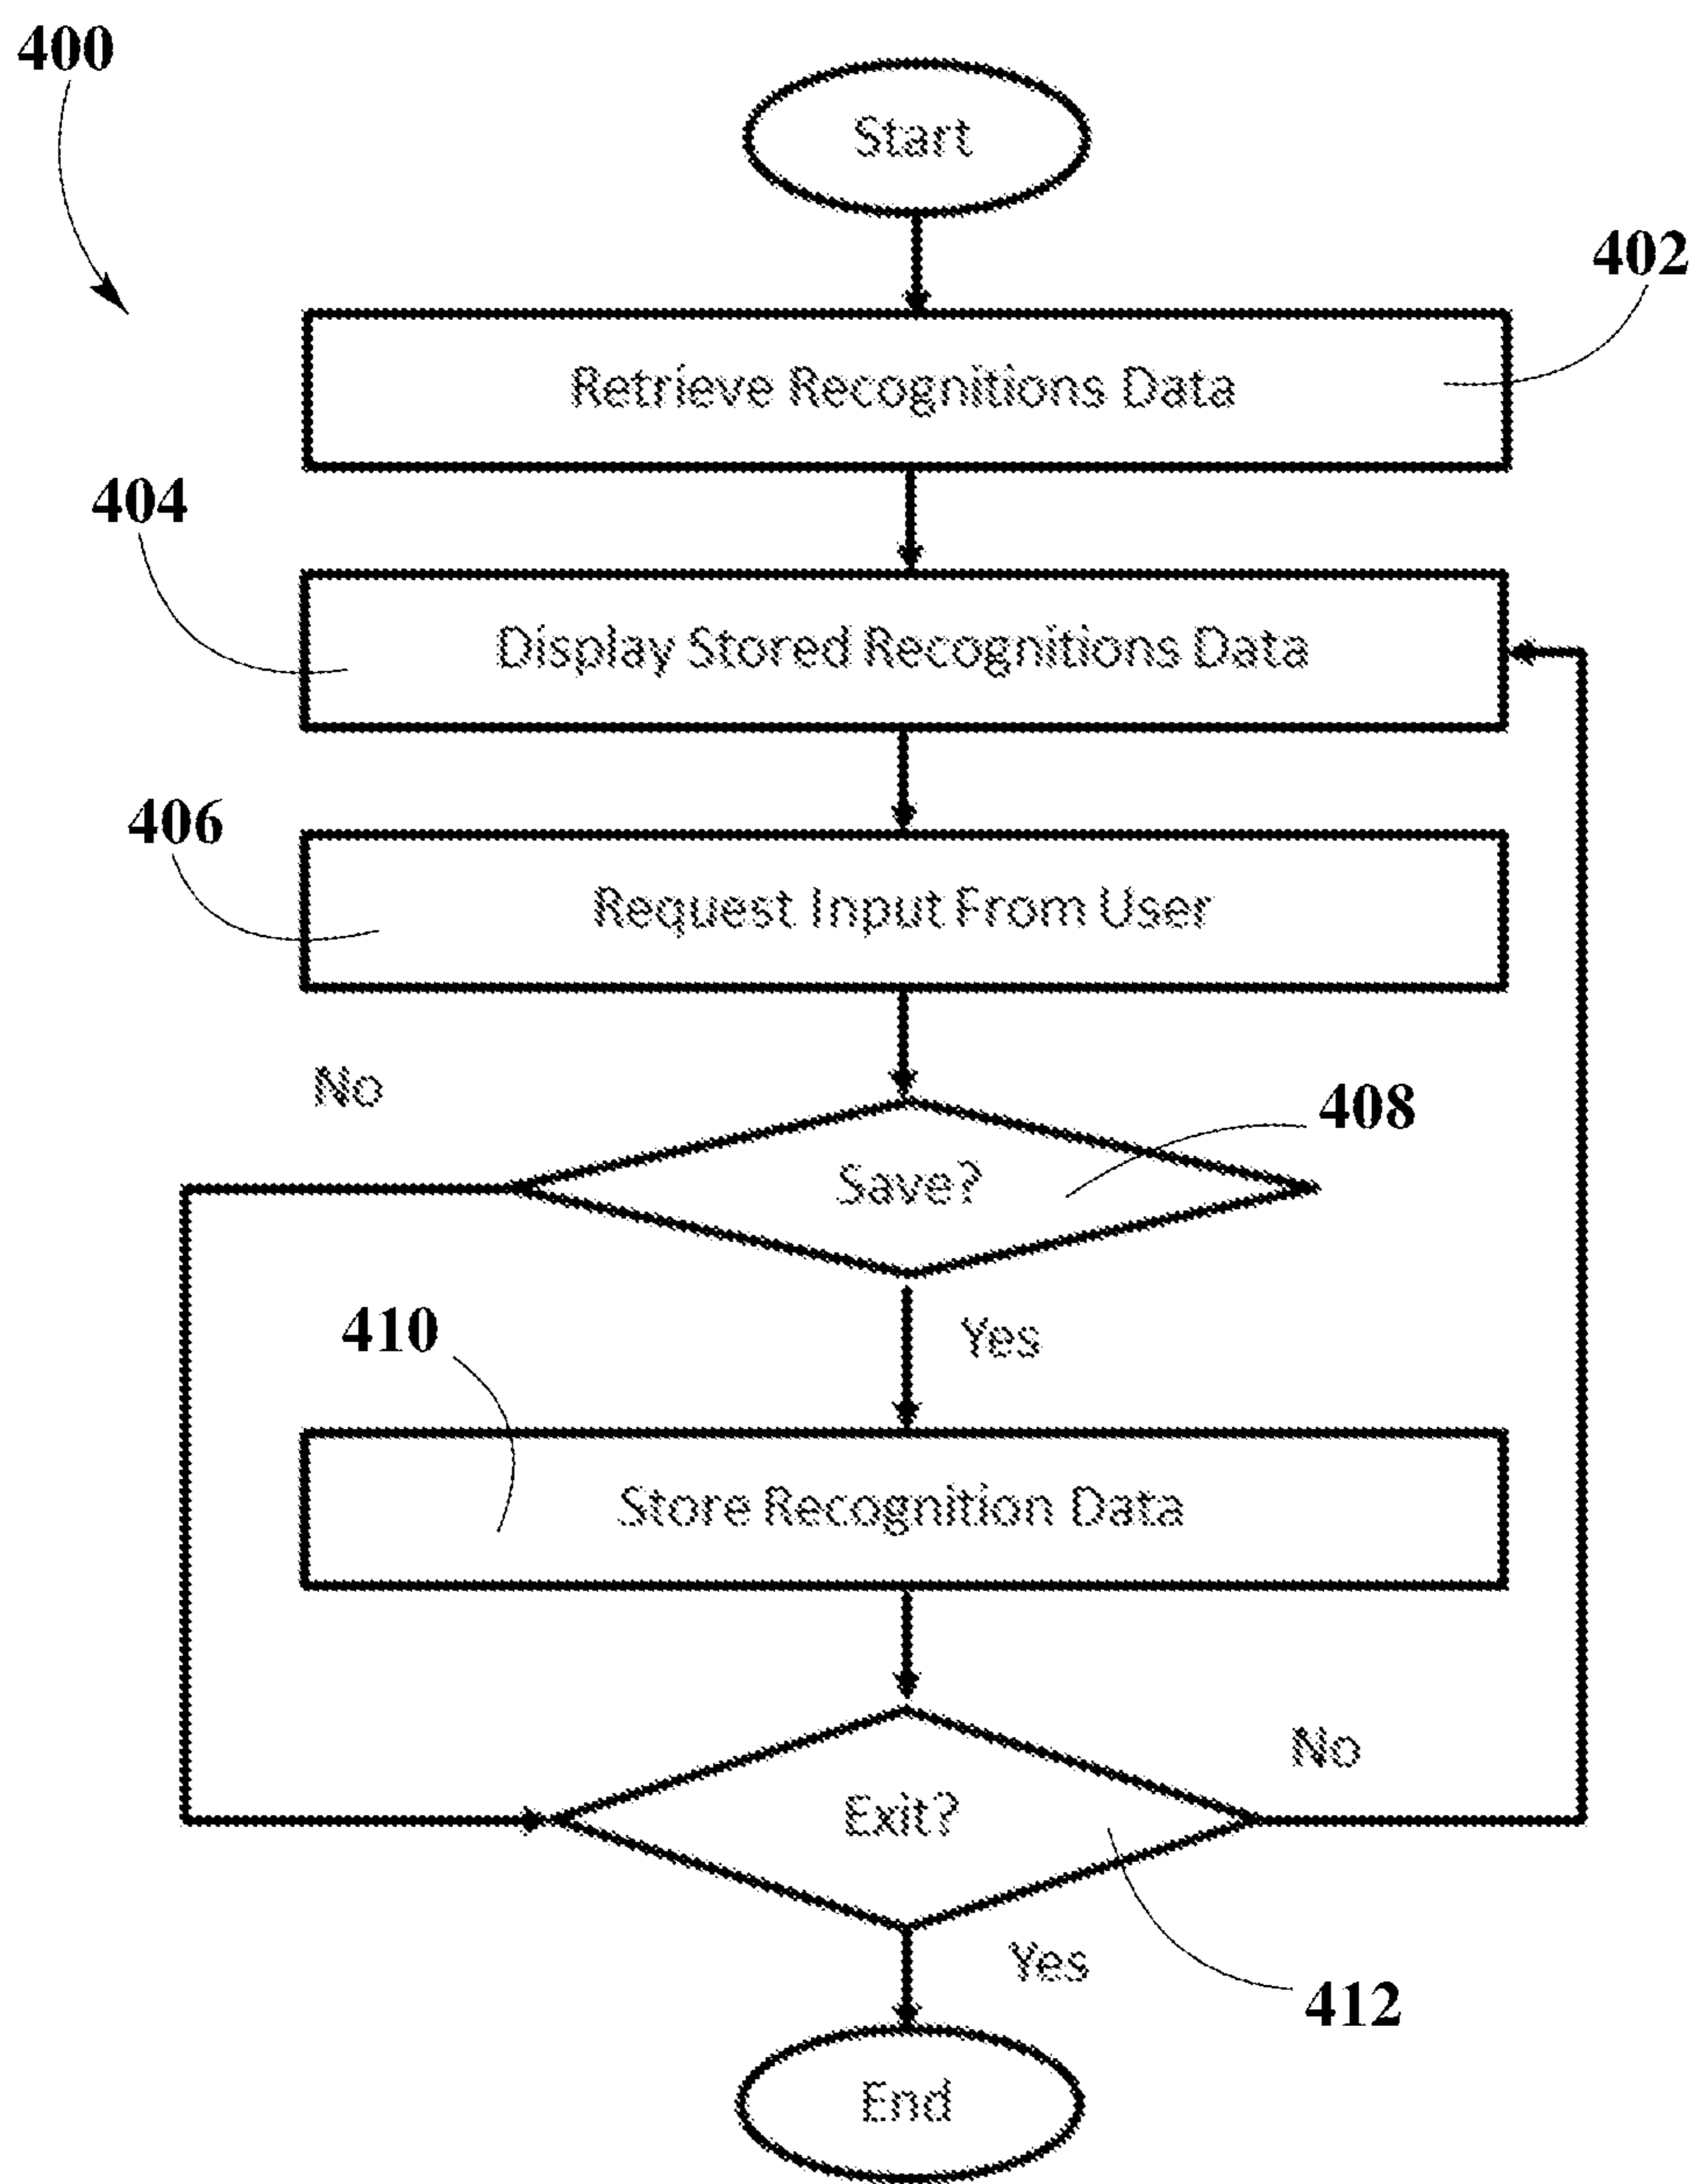 400
Start
402
Retrieve Recognitions Data
404
Display Stored Recognitions Data
406
Request Input From User
No
408
Save?
410
Yes
Store Recognition Data
No
Exit?
Yes
412
End